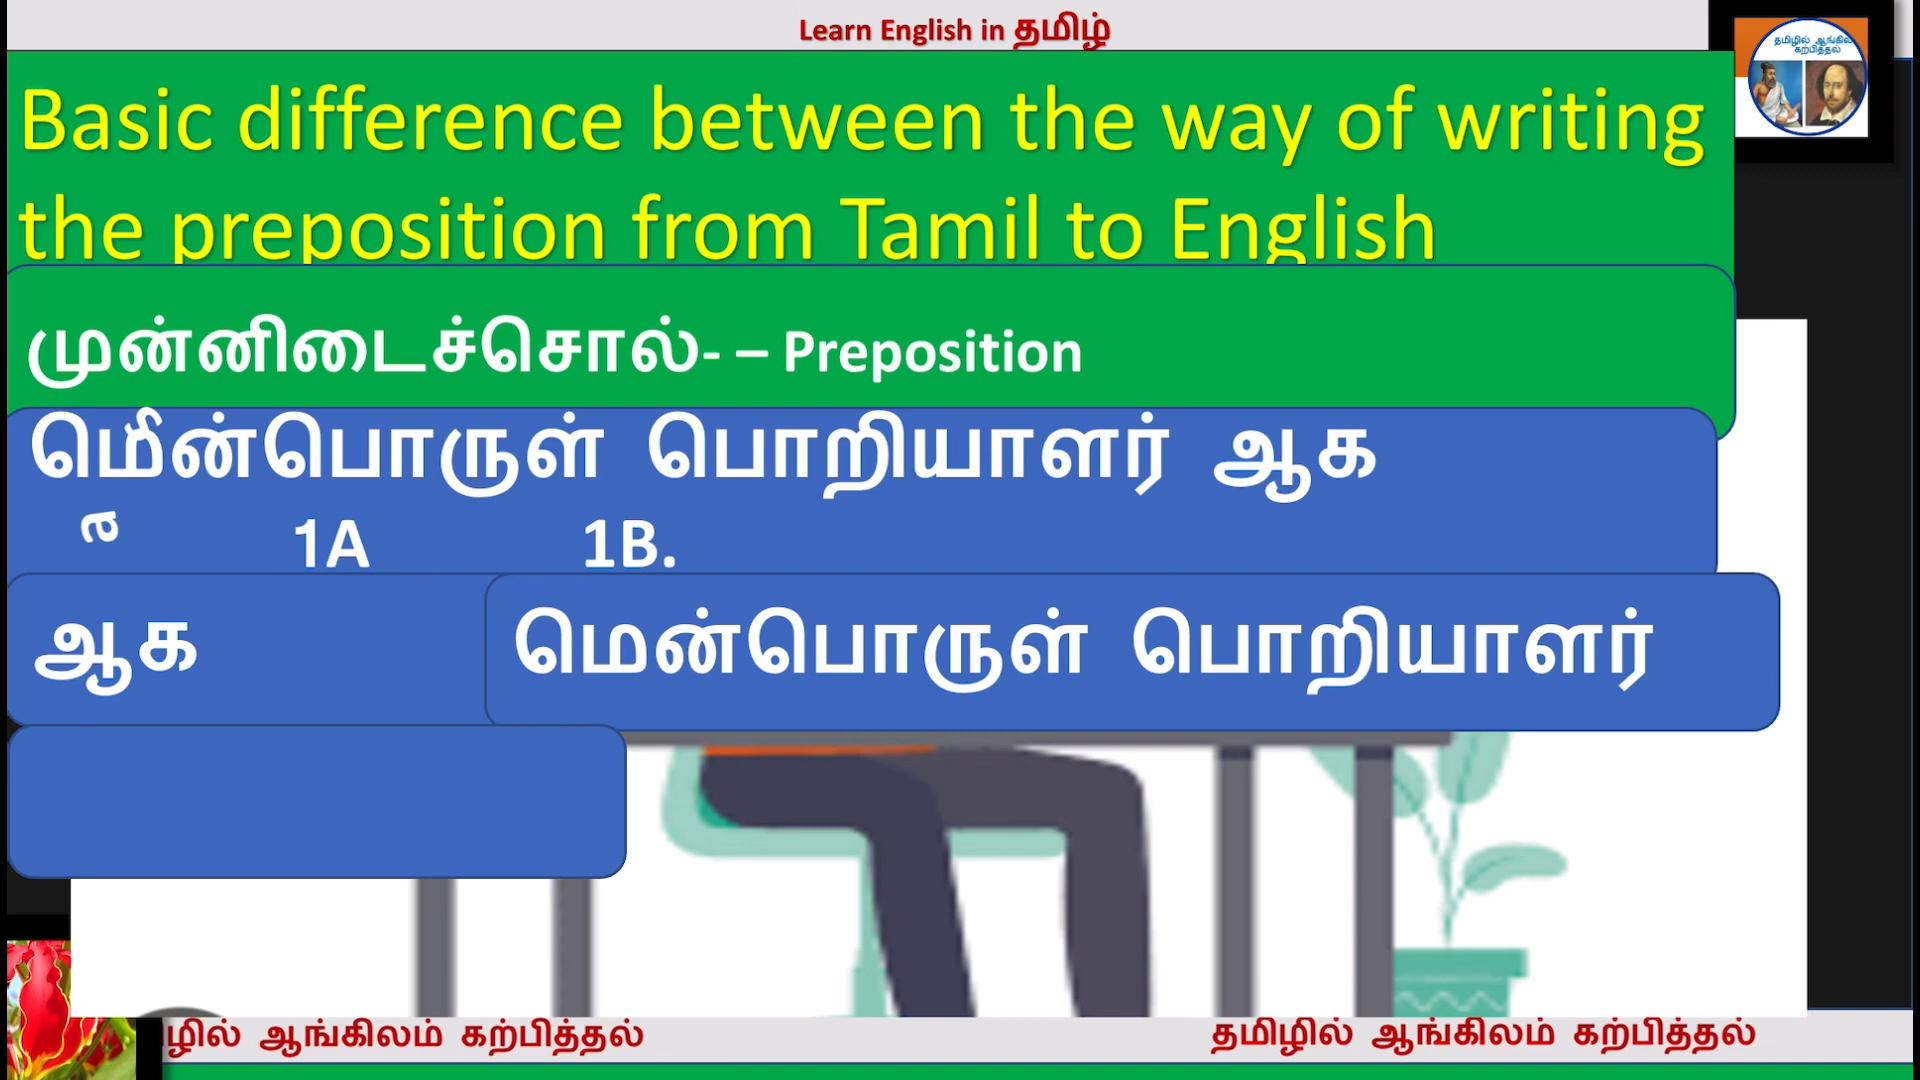 Learn English in தமிழ்
தமிழில் ஆங்கில
கற்பித்தல்
Basic difference between the way of writing
the preposition from Tamil to English
முன்னிடைச்சொல்- – Preposition
மென்பொருள் பொறியாளர் ஆக
1A 1B.
ஆக மென்பொருள் பொறியாளர்
ழில் ஆங்கிலம் கற்பித்தல் தமிழில் ஆங்கிலம் கற்பித்தல்